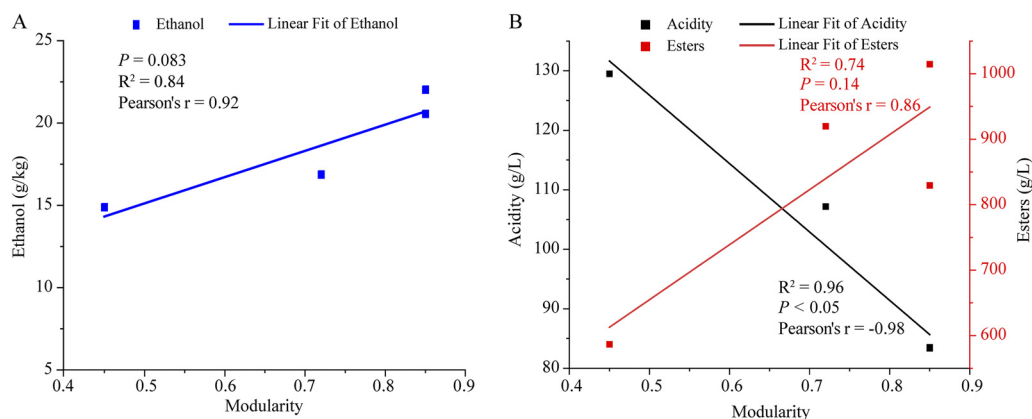 A
Ethanol
Linear Fit of Ethanol
25
20
15
10
5
P = 0.083
R² = 0.84
Pearson's r = 0.92
Ethanol (g/kg)
0.4 0.5 0.6 0.7 0.8 0.9
Modularity
B
Acidity
Linear Fit of Acidity
Esters
Linear Fit of Esters
130
120
110
100
90
80
R² = 0.74
P = 0.14
Pearson's r = 0.86
R² = 0.96
P < 0.05
Pearson's r = -0.98
1000
900
800
700
600
Acidity (g/L)
Esters (g/L)
0.4 0.5 0.6 0.7 0.8 0.9
Modularity